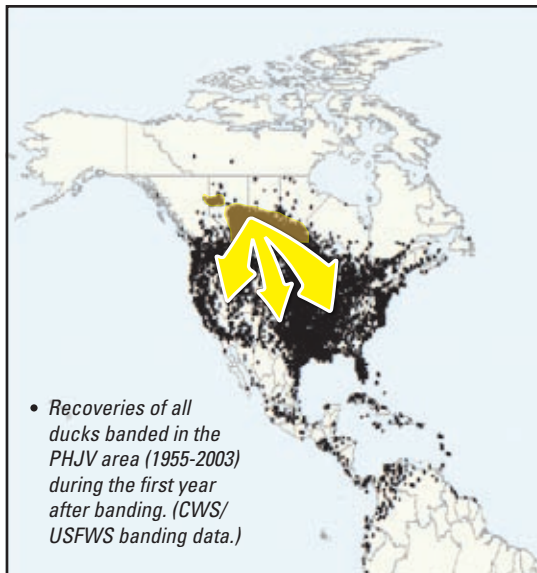 • Recoveries of all
ducks banded in the
PHJV area (1955-2003)
during the first year
after banding. (CWS/
USFWS banding data.)